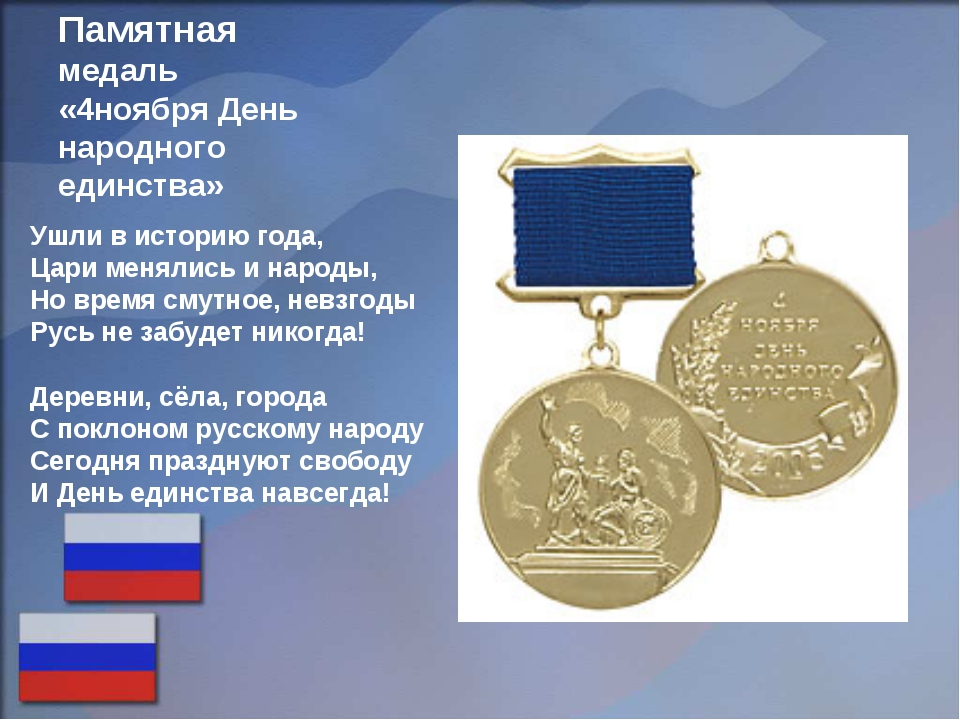 Памятная
медаль
«4ноября День
народного
единства»
Ушли в историю года,
Цари менялись и народы,
Но время смутное, невзгоды
Русь не забудет никогда!
Деревни, сёла, города
С поклоном русскому народу
Сегодня празднуют свободу
И День единства навсегда!
4
НОЯБРЯ
ДЕНЬ
НАРОДНОГО
ЕДИНСТВА
2005